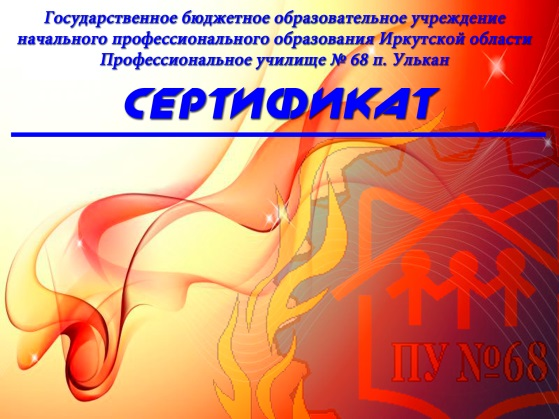 Государственное бюджетное образовательное учреждение
начального профессионального образования Иркутской области
Профессиональное училище № 68 п. Улькан
СЕРТИФИКАТ
ПУ №68